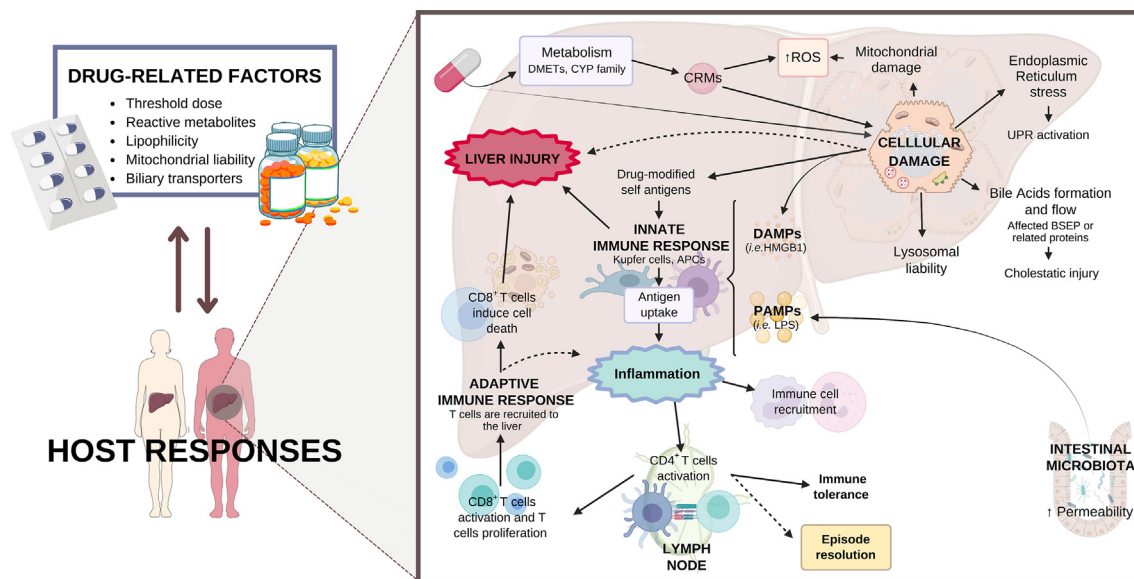 DRUG-RELATED FACTORS
• Threshold dose
• Reactive metabolites
• Lipophilicity
• Mitochondrial liability
• Biliary transporters
HOST RESPONSES
Metabolism
DMETs, CYP family
CRMs
↑ROS
Mitochondrial
damage
Endoplasmic
Reticulum
stress
UPR activation
CELLLULAR
DAMAGE
LIVER INJURY
Drug-modified
self antigens
Bile Acids formation
and flow
Affected BSEP or
related proteins
Cholestatic injury
Lysosomal
liability
INNATE
IMMUNE RESPONSE
Kupfer cells, APCs
DAMPs
(i.e.HMGB1)
Antigen
uptake
PAMPs
(i.e. LPS)
CD8+ T cells
induce cell
death
Inflammation
ADAPTIVE
IMMUNE RESPONSE
T cells are recruited to
the liver
Immune cell
recruitment
CD8+ T cells
activation and T
cells proliferation
CD4+ T cells
activation
Immune
tolerance
Episode
resolution
LYMPH
NODE
INTESTINAL
MICROBIOTA
↑ Permeability